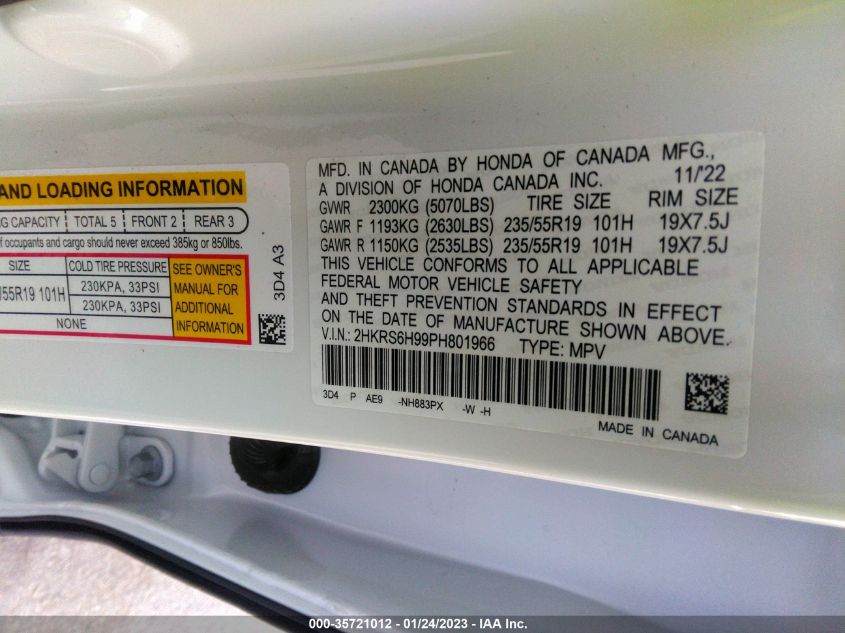 AND LOADING INFORMATION
G CAPACITY TOTAL 5 FRONT 2 REAR 3
of occupants and cargo should never exceed 385kg or 850lbs.
SIZE COLD TIRE PRESSURE SEE OWNER'S MANUAL FOR ADDITIONAL INFORMATION
/55R19 101H 230KPA, 33PSI
230KPA, 33PSI
NONE
3D4 A3
MFD. IN CANADA BY HONDA OF CANADA MFG.,
A DIVISION OF HONDA CANADA INC. 11/'22
GVWR 2300KG (5070LBS) TIRE SIZE RIM SIZE
GAWR F 1193KG (2630LBS) 235/55R19 101H 19X7.5J
GAWR R 1150KG (2535LBS) 235/55R19 101H 19X7.5J
THIS VEHICLE CONFORMS TO ALL APPLICABLE
FEDERAL MOTOR VEHICLE SAFETY
AND THEFT PREVENTION STANDARDS IN EFFECT
ON THE DATE OF MANUFACTURE SHOWN ABOVE.
V.I.N.: 2HKRS6H99PH801966 TYPE: MPV
3D4 P AE9 -NH883PX -W -H
MADE IN CANADA
000-35721012 - 01/24/2023 - IAA Inc.